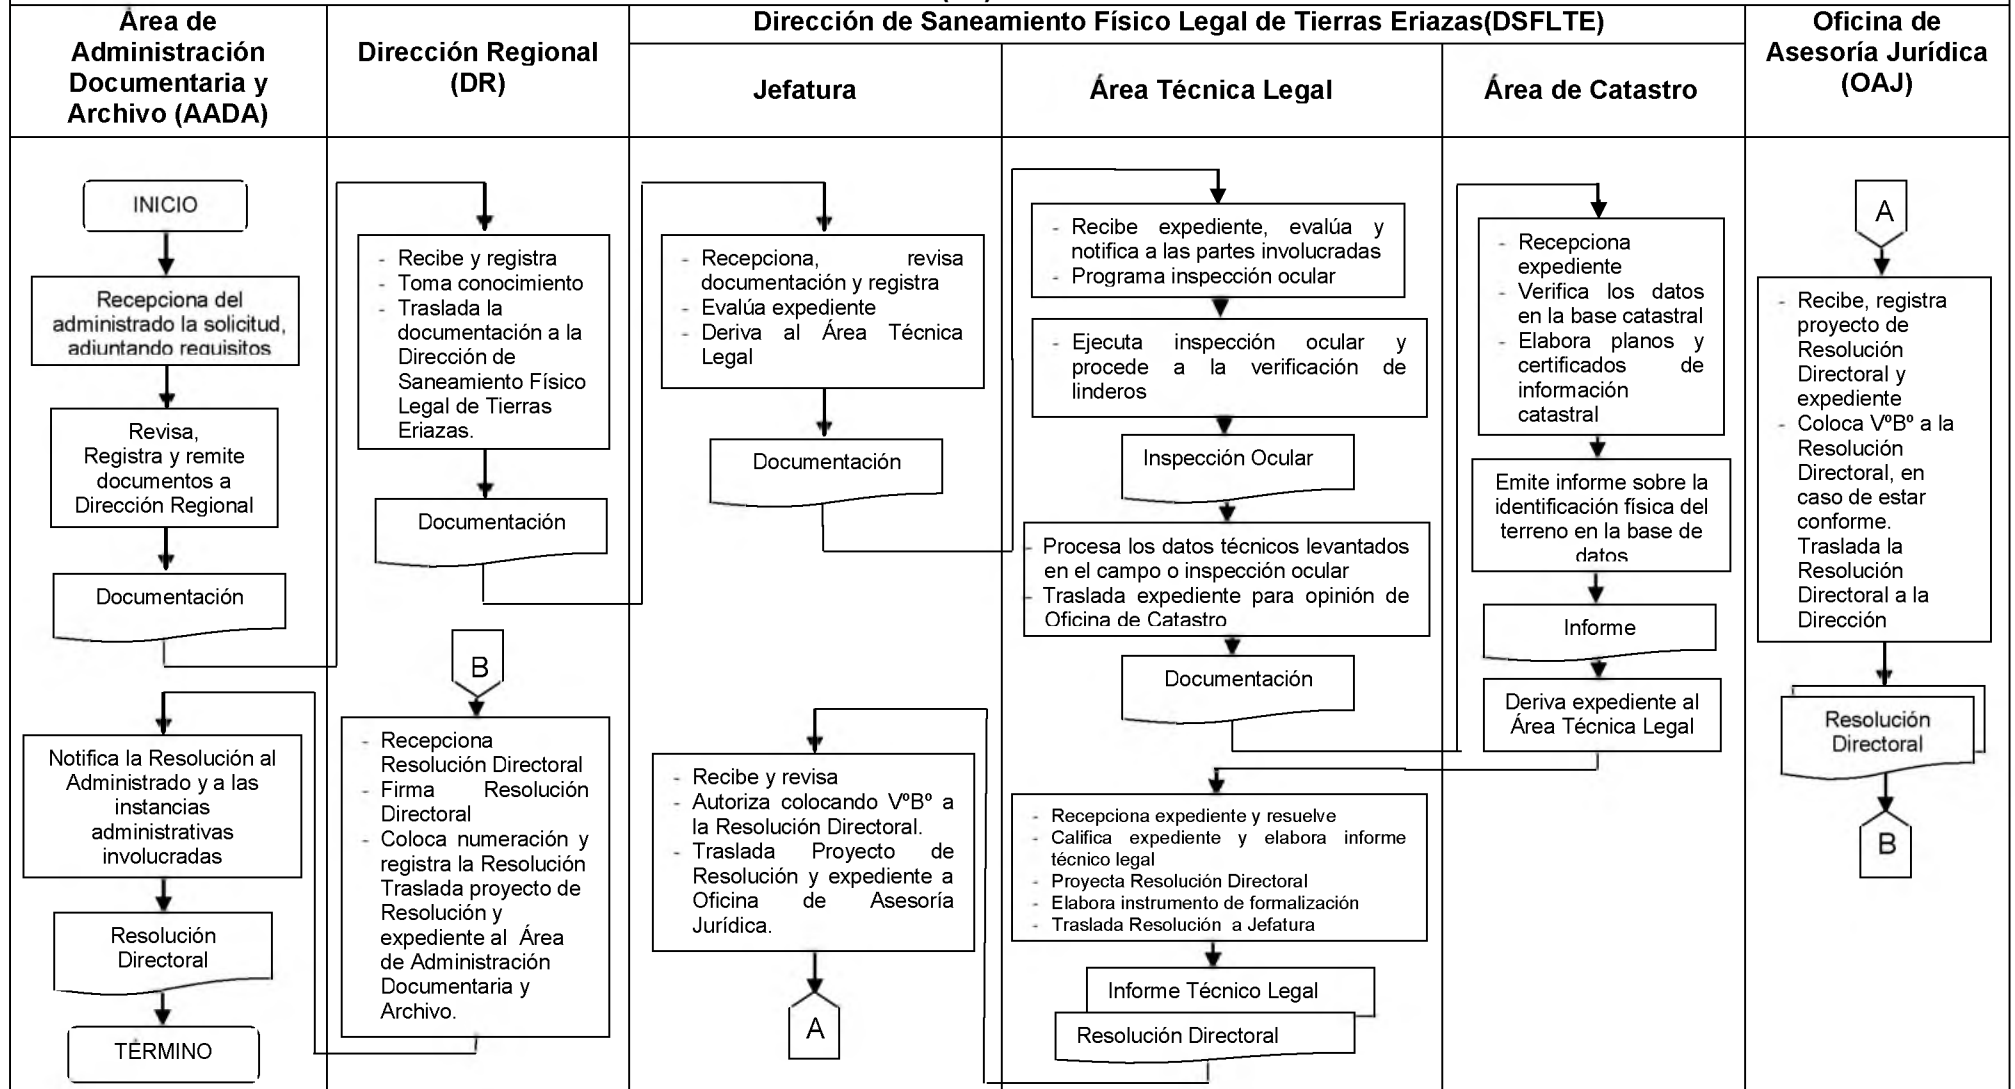 Área de
Administración
Documentaria y
Archivo (AADA)
Dirección Regional
(DR)
Dirección de Saneamiento Físico Legal de Tierras Eriazas(DSFLTE)
Jefatura
Área Técnica Legal
Área de Catastro
Oficina de
Asesoría Jurídica
(OAJ)
INICIO
Recepciona del
administrado la solicitud,
adjuntando requisitos
Revisa,
Registra y remite
documentos a
Dirección Regional
Documentación
Notifica la Resolución al
Administrado y a las
instancias
administrativas
involucradas
Resolución
Directoral
TÉRMINO
- Recibe y registra
- Toma conocimiento
- Traslada la
documentación a la
Dirección de
Saneamiento Físico
Legal de Tierras
Eriazas.
Documentación
B
- Recepciona
Resolución Directoral
- Firma Resolución
Directoral
- Coloca numeración y
registra la Resolución
Traslada proyecto de
Resolución y
expediente al Área
de Administración
Documentaria y
Archivo.
- Recepciona, revisa
documentación y registra
- Evalúa expediente
- Deriva al Área Técnica
Legal
Documentación
- Recibe y revisa
- Autoriza colocando VºBº a
la Resolución Directoral.
- Traslada Proyecto de
Resolución y expediente a
Oficina de Asesoría
Jurídica.
A
- Recibe expediente, evalúa y
notifica a las partes involucradas
- Programa inspección ocular
- Ejecuta inspección ocular y
procede a la verificación de
linderos
Inspección Ocular
- Procesa los datos técnicos levantados
en el campo o inspección ocular
- Traslada expediente para opinión de
Oficina de Catastro
Documentación
- Recepciona expediente y resuelve
- Califica expediente y elabora informe
técnico legal
- Proyecta Resolución Directoral
- Elabora instrumento de formalización
- Traslada Resolución a Jefatura
Informe Técnico Legal
Resolución Directoral
- Recepciona
expediente
- Verifica los datos
en la base catastral
- Elabora planos y
certificados de
información
catastral
Emite informe sobre la
identificación física del
terreno en la base de
datos
Informe
Deriva expediente al
Área Técnica Legal
A
- Recibe, registra
proyecto de
Resolución
Directoral y
expediente
- Coloca VºBº a la
Resolución
Directoral, en
caso de estar
conforme.
Traslada la
Resolución
Directoral a la
Dirección
Resolución
Directoral
B